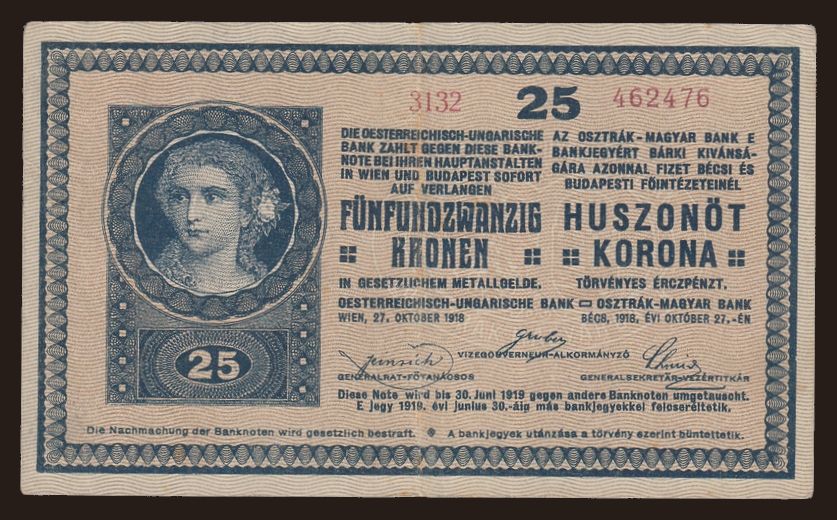 3132 25 462476
DIE OESTERREICHISCH-UNGARISCHE
BANK ZAHLT GEGEN DIESE BANK-
NOTE BEI IHREN HAUPTANSTALTEN
IN WIEN UND BUDAPEST SOFORT
AUF VERLANGEN
FÜNFUNDZWANZIG
KRONEN
IN GESETZLICHEM METALLGELDE.
AZ OSZTRÁK-MAGYAR BANK E
BANKJEGYÉRT BÁRKI KIVÁNSÁ-
GÁRA AZONNAL FIZET BÉCSI ÉS
BUDAPESTI FŐINTÉZETEINÉL
HUSZONÖT
KORONA
TÖRVÉNYES ÉRCZPÉNZT.
OESTERREICHISCH-UNGARISCHE BANK OSZTRÁK-MAGYAR BANK
WIEN, 27. OKTOBER 1918 BÉCS, 1918. ÉVI OKTOBER 27.-ÉN
Gruber
VIZEGOUVERNEUR-ALKORMÁNYZÓ
GENERALRAT-FŐTANÁCSOS GENERALSEKRETÄR-VEZÉRTITKÁR
Diese Note wird bis 30. Juni 1919 gegen andere Banknoten umgetauscht.
E jegy 1919. évi junius 30.-áig más bankjegyekkel felcseréltetik.
25
Die Nachmachung der Banknoten wird gesetzlich bestraft. A bankjegyek utánzása a törvény szerint büntettetik.